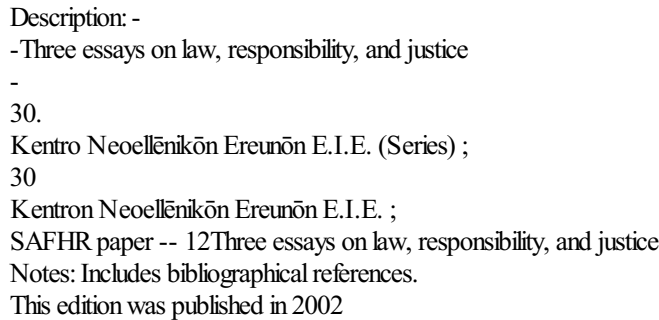 Description: -
-Three essays on law, responsibility, and justice
-
30.
Kentro Neoellēnikōn Ereunōn E.I.E. (Series) ;
30
Kentron Neoellēnikōn Ereunōn E.I.E. ;
SAFHR paper -- 12Three essays on law, responsibility, and justice
Notes: Includes bibliographical references.
This edition was published in 2002